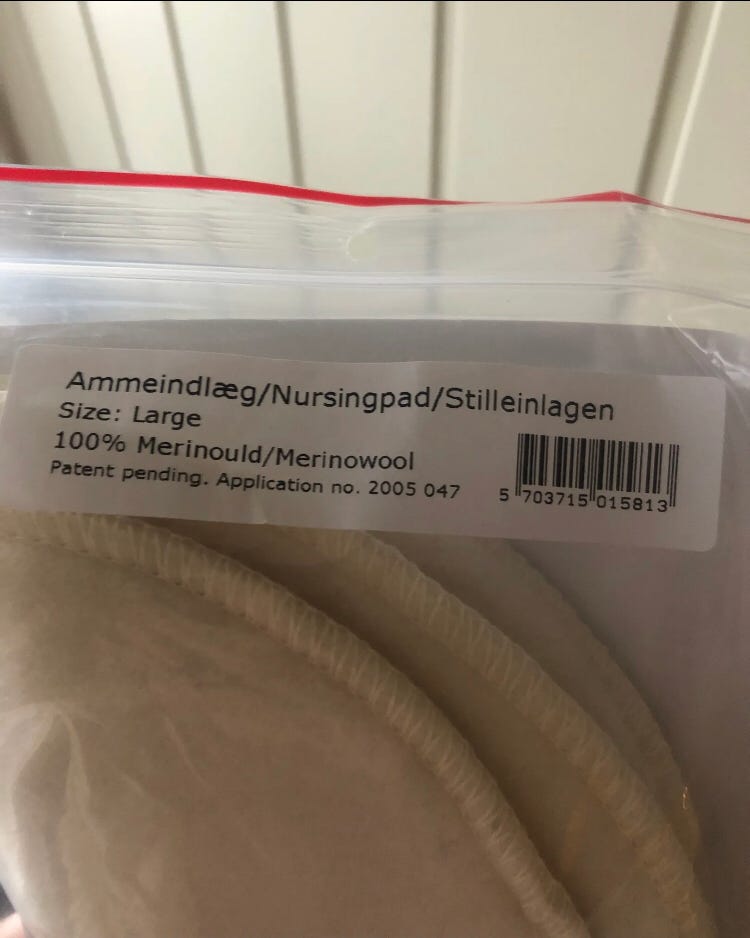 Ammeindlæg/Nursingpad/Stilleinlagen
Size: Large
100% Merinould/Merinowool
Patent pending. Application no. 2005 047
5 703715 015813